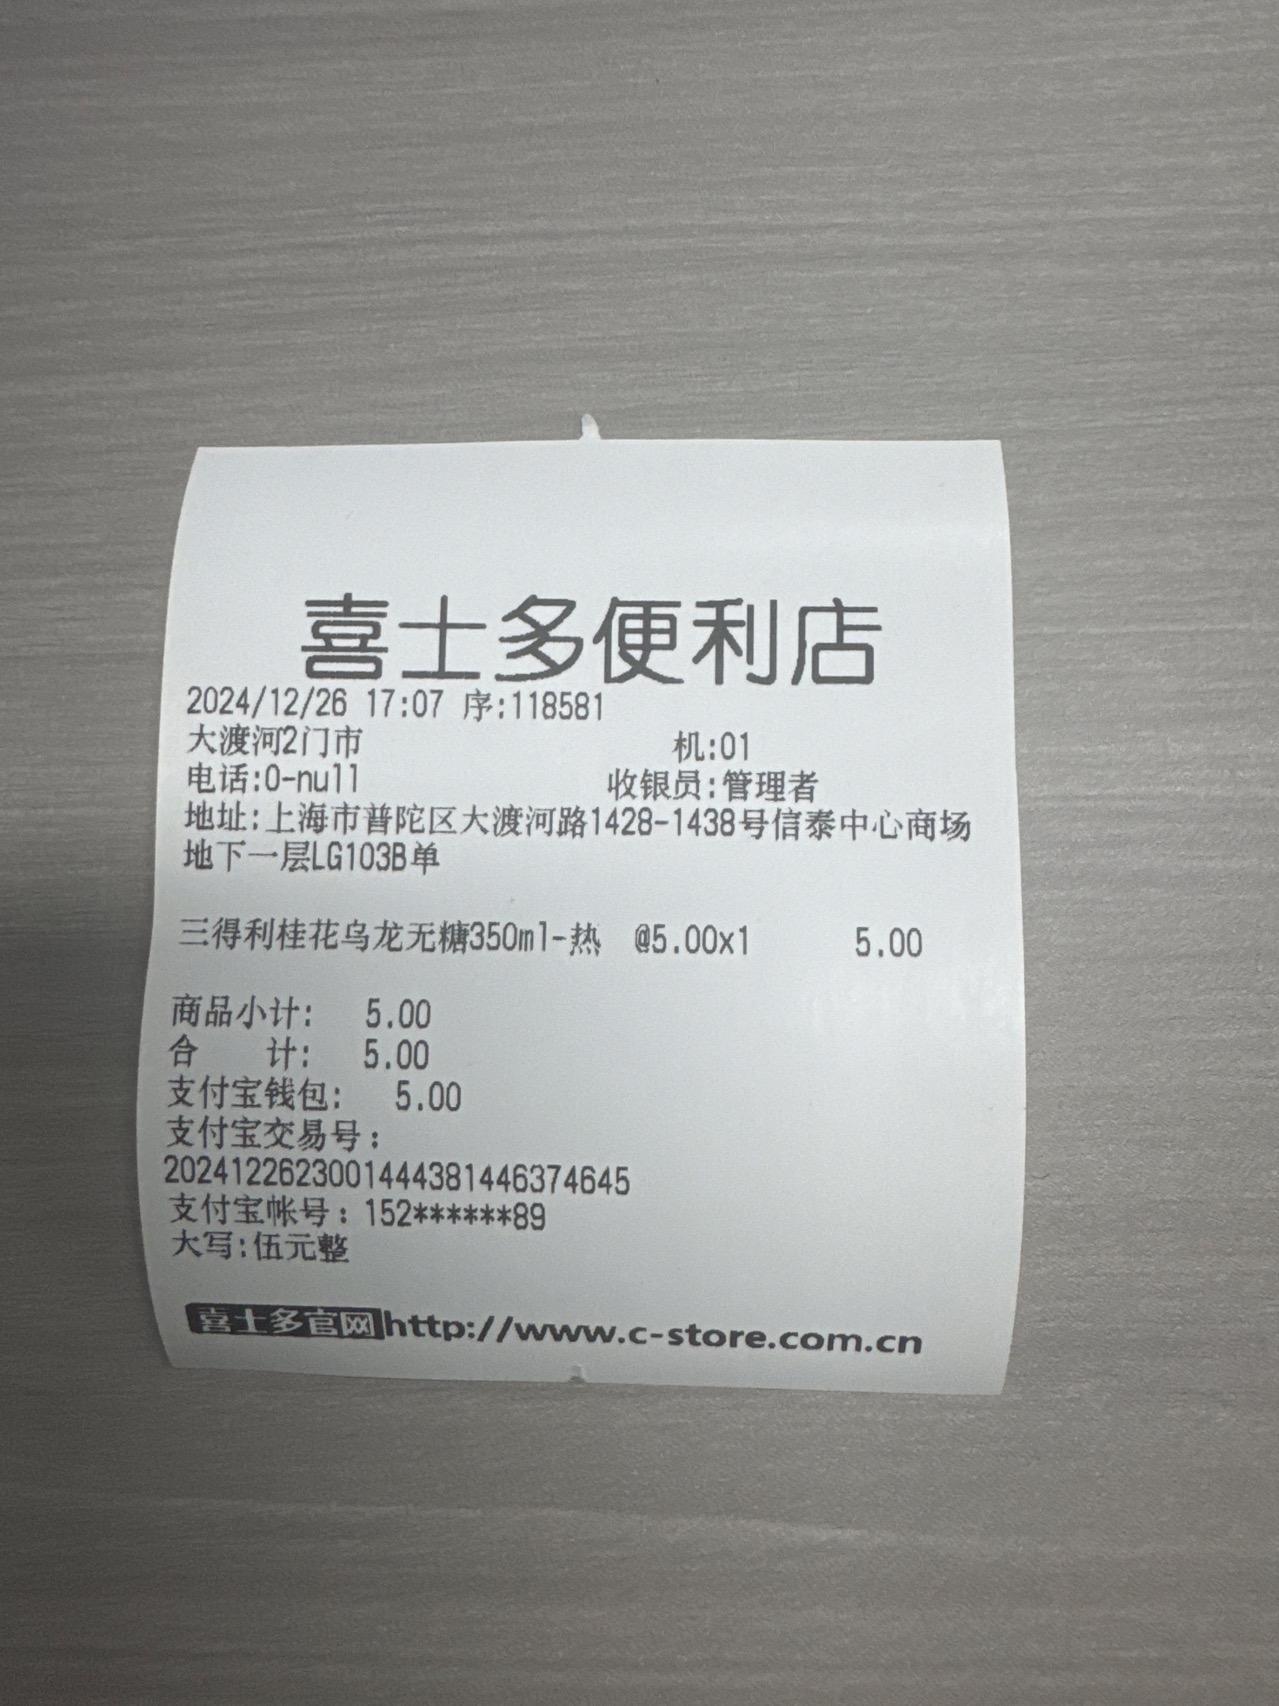 喜士多便利店
2024/12/26 17:07 序:118581
大渡河2门市 机:01
电话:0-null 收银员:管理者
地址:上海市普陀区大渡河路1428-1438号信泰中心商场
地下一层LG103B单
三得利桂花乌龙无糖350ml-热 @5.00x1 5.00
商品小计: 5.00
合 计: 5.00
支付宝钱包: 5.00
支付宝交易号:
2024122623001444381446374645
支付宝帐号:152******89
大写:伍元整
喜士多官网http://www.c-store.com.cn